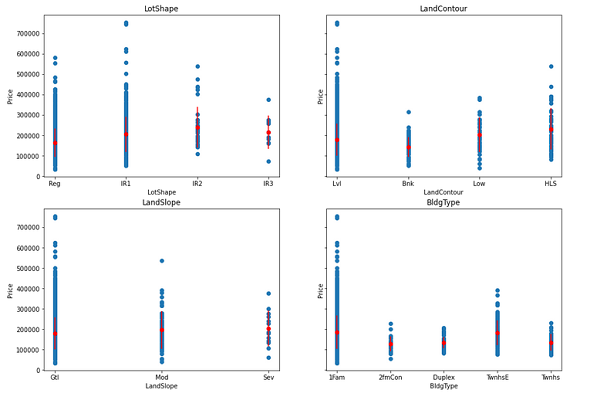 LotShape
LandContour
700000
600000
500000
400000
300000
200000
100000
0
Price
Price
Reg IR1 IR2 IR3
Lvl Bnk Low HLS
LotShape
LandContour
LandSlope
BldgType
700000
600000
500000
400000
300000
200000
100000
0
Price
Price
Gtl Mod Sev
1Fam 2fmCon Duplex TwnhsE Twnhs
LandSlope
BldgType